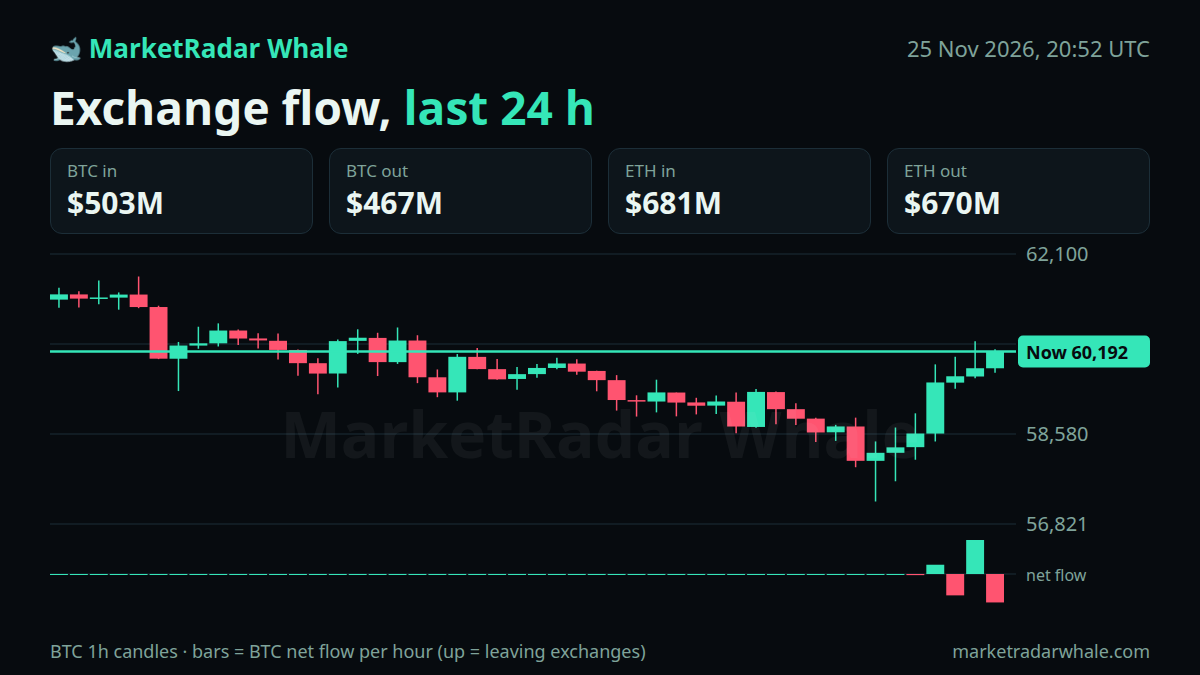 🐳 MarketRadar Whale
25 Nov 2026, 20:52 UTC
Exchange flow, last 24 h
BTC in
$503M
BTC out
$467M
ETH in
$681M
ETH out
$670M
62,100
Now 60,192
MarketRadar Whale
58,580
56,821
net flow
BTC 1h candles · bars = BTC net flow per hour (up = leaving exchanges)
marketradarwhale.com